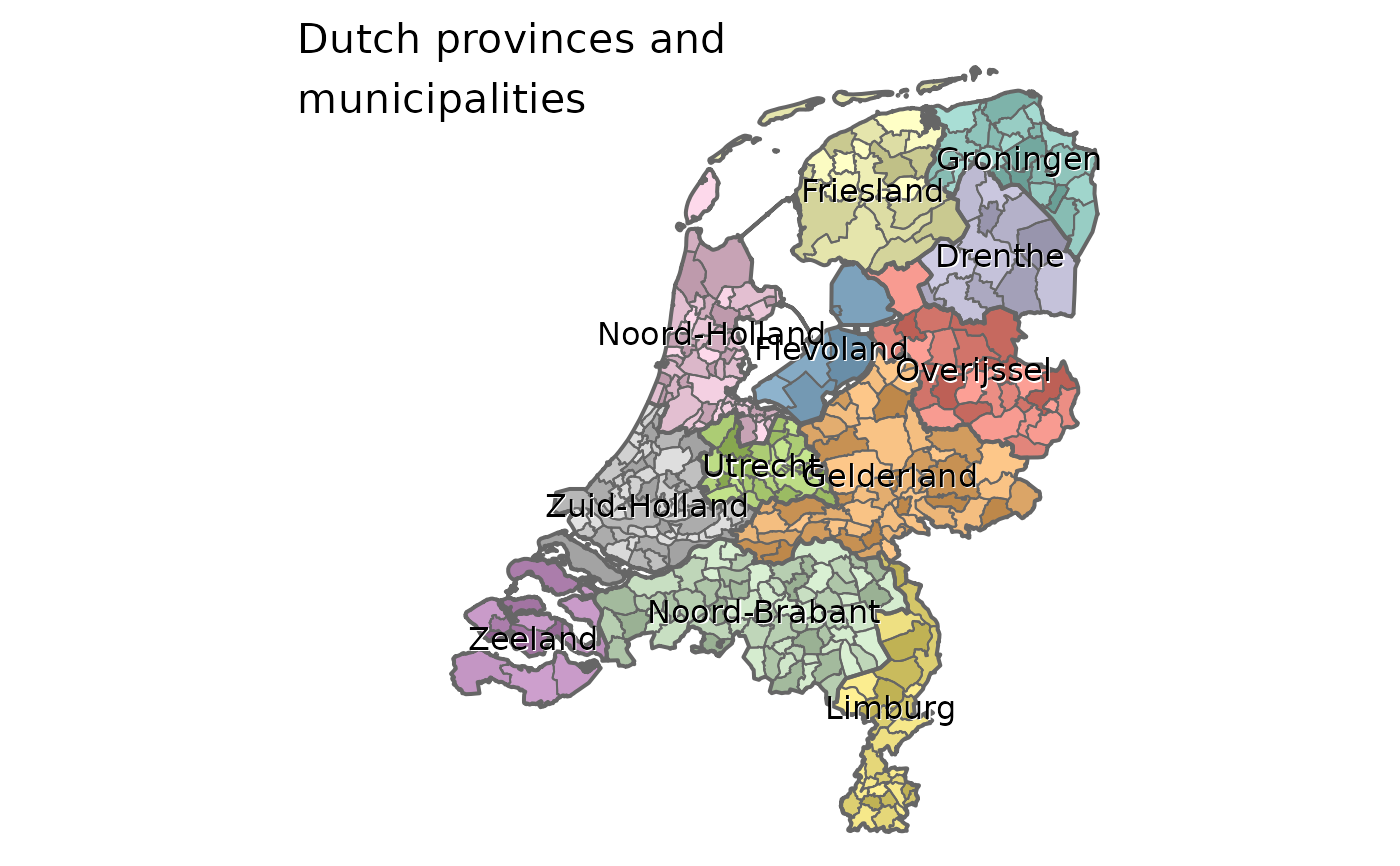 Dutch provinces and
municipalities
Groningen
Friesland
Drenthe
Noord-Holland
Flevoland
Overijssel
Utrecht
Gelderland
Zuid-Holland
Noord-Brabant
Zeeland
Limburg